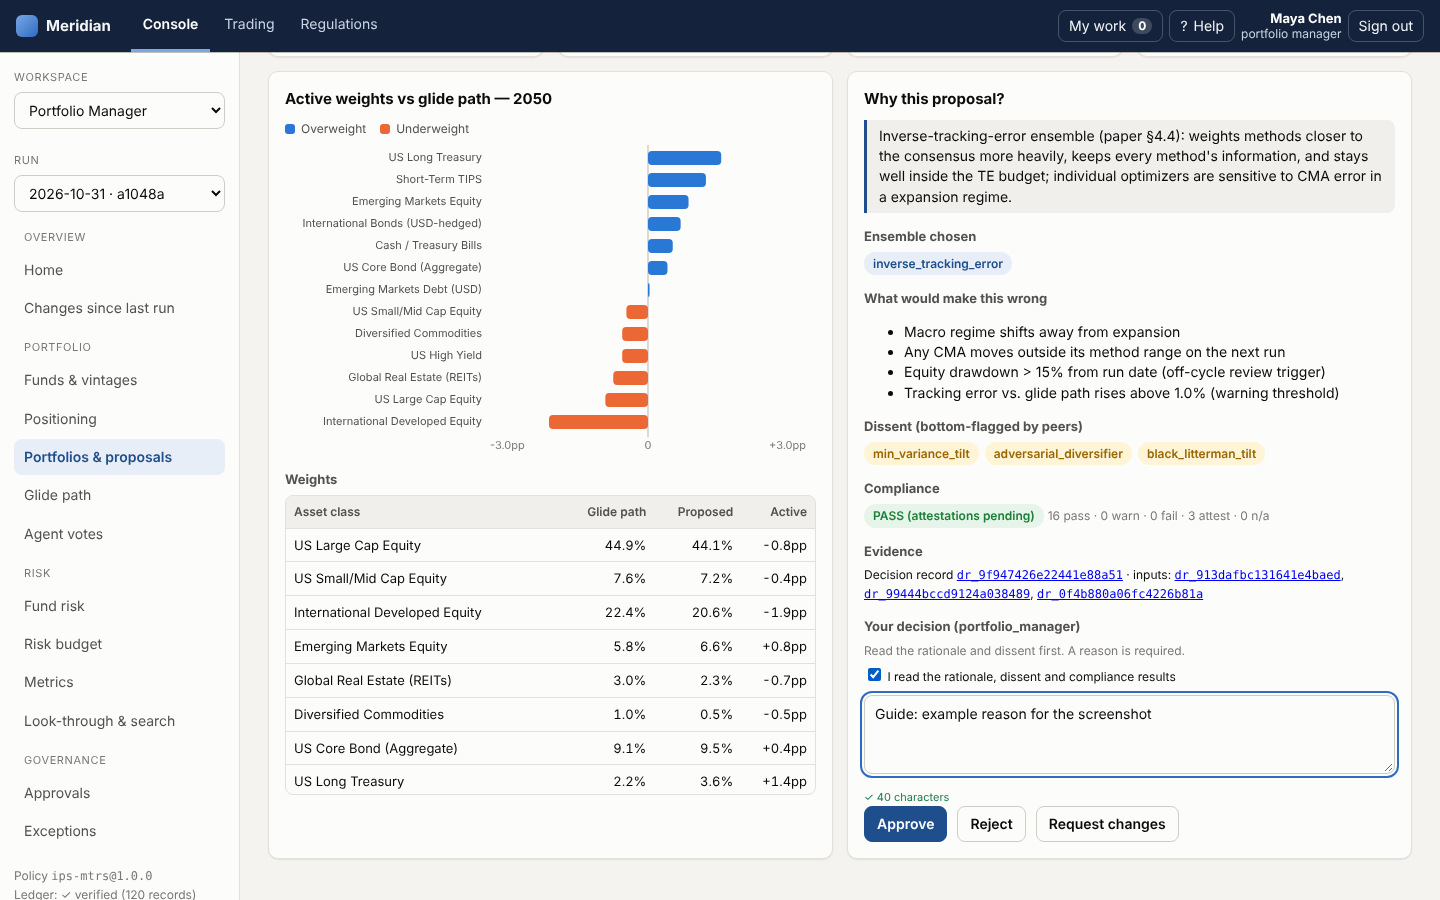 Meridian
Console
Trading
Regulations
My work 0
? Help
Maya Chen
portfolio manager
Sign out
WORKSPACE
Portfolio Manager
RUN
2026-10-31 · a1048a
OVERVIEW
Home
Changes since last run
PORTFOLIO
Funds & vintages
Positioning
Portfolios & proposals
Glide path
Agent votes
RISK
Fund risk
Risk budget
Metrics
Look-through & search
GOVERNANCE
Approvals
Exceptions
Policy ips-mtrs@1.0.0
Ledger: ✓ verified (120 records)
Active weights vs glide path — 2050
Overweight
Underweight
US Long Treasury
Short-Term TIPS
Emerging Markets Equity
International Bonds (USD-hedged)
Cash / Treasury Bills
US Core Bond (Aggregate)
Emerging Markets Debt (USD)
US Small/Mid Cap Equity
Diversified Commodities
US High Yield
Global Real Estate (REITs)
US Large Cap Equity
International Developed Equity
-3.0pp 0 +3.0pp
Weights
Asset class Glide path Proposed Active
US Large Cap Equity 44.9% 44.1% -0.8pp
US Small/Mid Cap Equity 7.6% 7.2% -0.4pp
International Developed Equity 22.4% 20.6% -1.9pp
Emerging Markets Equity 5.8% 6.6% +0.8pp
Global Real Estate (REITs) 3.0% 2.3% -0.7pp
Diversified Commodities 1.0% 0.5% -0.5pp
US Core Bond (Aggregate) 9.1% 9.5% +0.4pp
US Long Treasury 2.2% 3.6% +1.4pp
Why this proposal?
Inverse-tracking-error ensemble (paper §4.4): weights methods closer to
the consensus more heavily, keeps every method's information, and stays
well inside the TE budget; individual optimizers are sensitive to CMA error in
a expansion regime.
Ensemble chosen
inverse_tracking_error
What would make this wrong
• Macro regime shifts away from expansion
• Any CMA moves outside its method range on the next run
• Equity drawdown > 15% from run date (off-cycle review trigger)
• Tracking error vs. glide path rises above 1.0% (warning threshold)
Dissent (bottom-flagged by peers)
min_variance_tilt adversarial_diversifier black_litterman_tilt
Compliance
PASS (attestations pending) 16 pass · 0 warn · 0 fail · 3 attest · 0 n/a
Evidence
Decision record dr_9f947426e22441e88a51 · inputs: dr_913dafbc131641e4baed,
dr_99444bccd9124a038489, dr_0f4b880a06fc4226b81a
Your decision (portfolio_manager)
Read the rationale and dissent first. A reason is required.
I read the rationale, dissent and compliance results
Guide: example reason for the screenshot
✓ 40 characters
Approve
Reject
Request changes